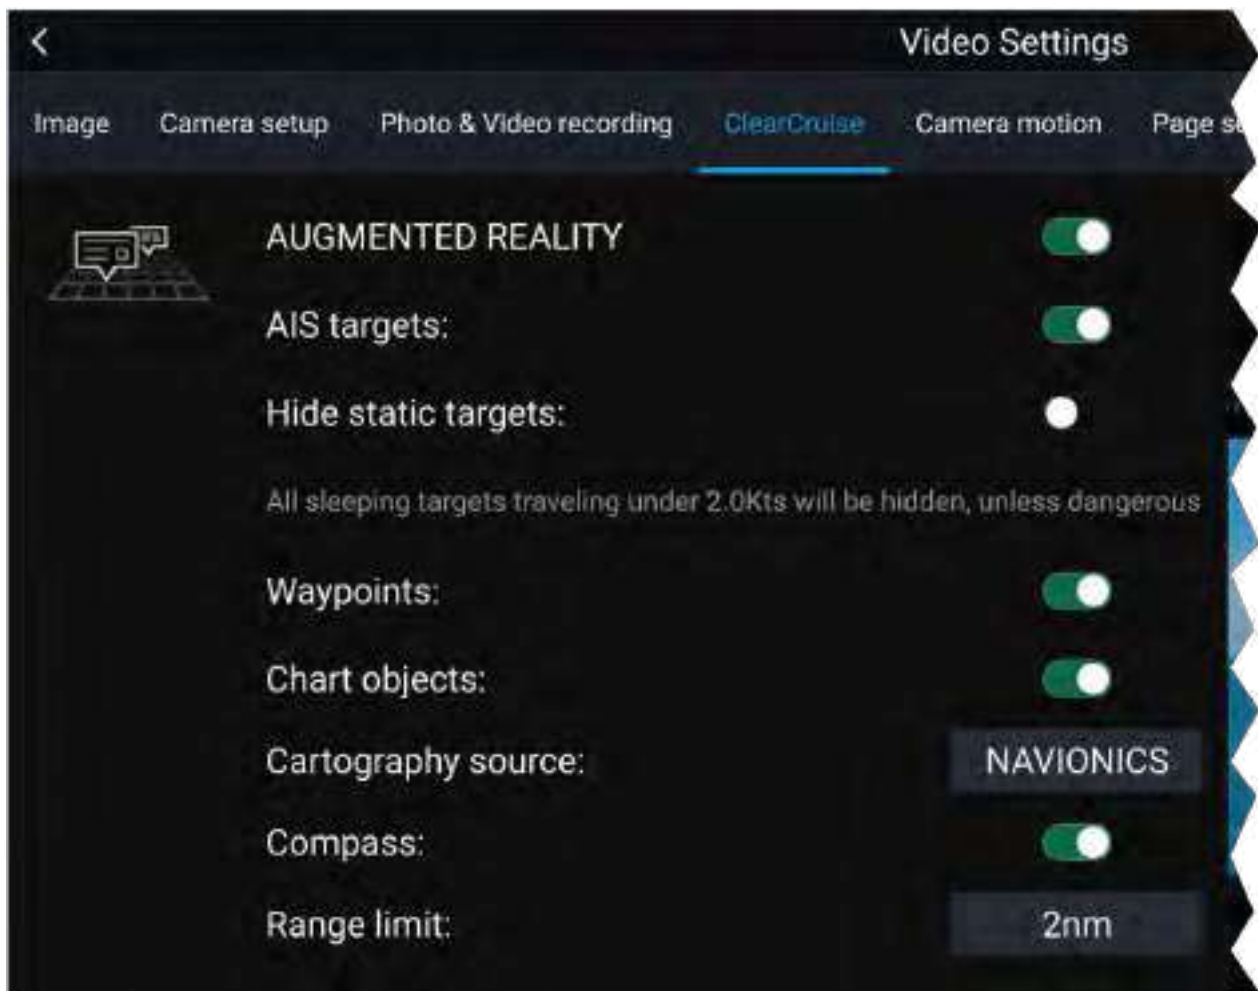 Video Settings
Image Camera setup Photo & Video recording ClearCruise Camera motion Page
AUGMENTED REALITY
AIS targets:
Hide static targets:
All sleeping targets traveling under 2.0Kts will be hidden, unless dangerous
Waypoints:
Chart objects:
Cartography source: NAVIONICS
Compass:
Range limit: 2nm